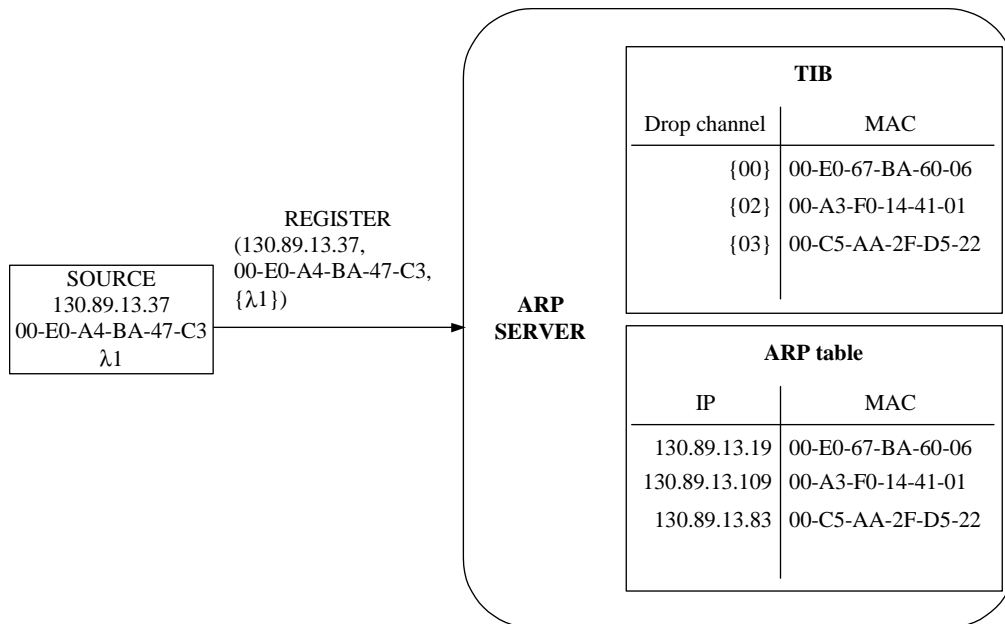 SOURCE
130.89.13.37
00-E0-A4-BA-47-C3
λ1
REGISTER
(130.89.13.37,
00-E0-A4-BA-47-C3,
{λ1})
ARP
SERVER
TIB
Drop channel MAC
{00} 00-E0-67-BA-60-06
{02} 00-A3-F0-14-41-01
{03} 00-C5-AA-2F-D5-22
ARP table
IP MAC
130.89.13.19 00-E0-67-BA-60-06
130.89.13.109 00-A3-F0-14-41-01
130.89.13.83 00-C5-AA-2F-D5-22